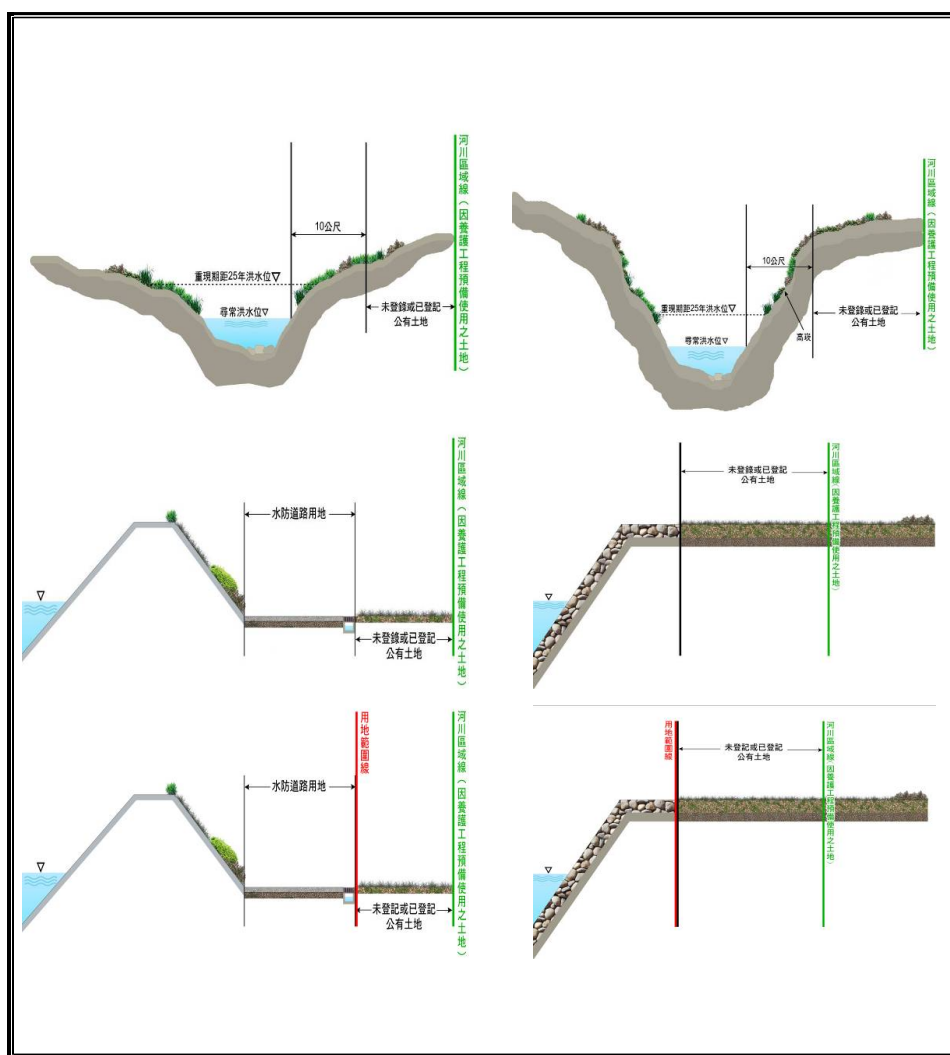 河川區域線（因養護工程預備使用之土地）
10公尺
重現期距25年洪水位▽
尋常洪水位▽
未登錄或已登記
公有土地
河川區域線（因養護工程預備使用之土地）
10公尺
重現期距25年洪水位▽
尋常洪水位▽
高崁
未登錄或已登記
公有土地
河川區域線（因養護工程預備使用之土地）
水防道路用地
▽
未登錄或已登記
公有土地
河川區域線（因養護工程預備使用之土地）
未登錄或已登記
公有土地
▽
用地範圍線
河川區域線（因養護工程預備使用之土地）
水防道路用地
▽
未登記或已登記
公有土地
用地範圍線
河川區域線（因養護工程預備使用之土地）
未登記或已登記
公有土地
▽